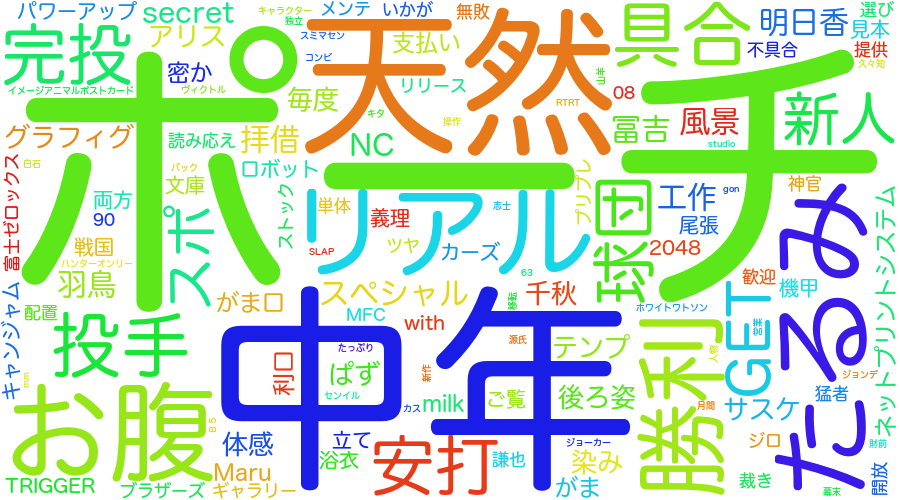 パワーアップ
secret
メンテ
いかが
無敗
キャラクター
独立
選び
完投
アリス
スミマセン
コンビ
支払い
天然
具合
明日香
見本
不具合
提供
久々知
密か
イメージアニマルポストカード
ヴィクトル
毎度
リリース
山本
08
RTRT
キタ
操作
ポーチ
新人
グラフィグ
読み応え
拝借
NC
冨吉
風景
studio
白石
パック
文庫
ロボット
プリプレ
神官
富士ゼロックス
両方
90
スポ
ストック
単体
義理
リアル
志士
球団
工作
gon
尾張
たるみ
戦国
ハンターオンリー
羽鳥
ツヤ
カーズ
SLAP
63
2048
歓迎
機甲
ネットプリントシステム
配置
がま口
スペシャル
移転
千秋
ホワイトワトソン
キャンジャム
投手
MFC
with
源氏
テンプ
勝利
GET
人物
ジョンデ
mm
お腹
中年
利口
たっぷり
ぱず
センイル
カス
milk
新作
ご覧
後ろ姿
月間
サスケ
猛者
B5
体感
立て
浴衣
安打
謙也
ジョーカー
染み
がま
ジロ
財前
裁き
幕末
開放
TRIGGER
ブラザーズ
Maru
ギャラリー